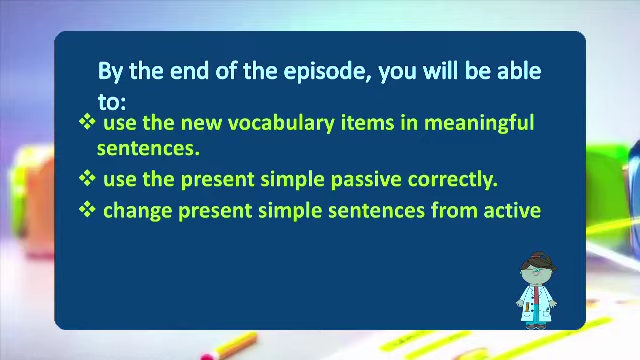 By the end of the episode, you will be able
to:
❖ use the new vocabulary items in meaningful
sentences.
❖ use the present simple passive correctly.
❖ change present simple sentences from active